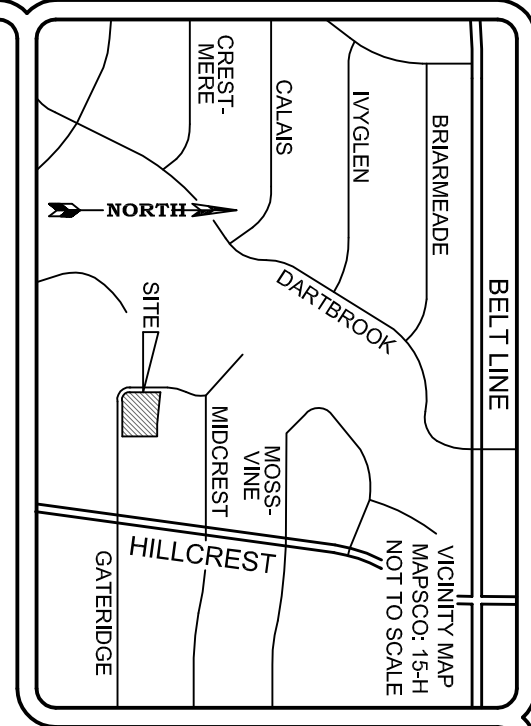 BELT LINE
BRIARMEADE
IVYGLEN
CALAIS
CREST-
MERE
NORTH
DARTBROOK
SITE
MIDCREST
MOSS-
VINE
HILLCREST
GATERIDGE
VICINITY MAP
MAPSCO: 15-H
NOT TO SCALE